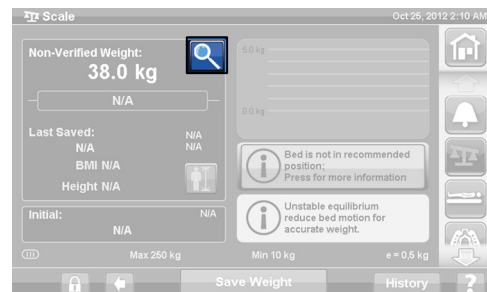 Scale
Oct 25, 2012 2:10 AM
Non-Verified Weight:
38.0 kg
N/A
Last Saved:
N/A
N/A
N/A
BMI N/A
Height N/A
Initial:
N/A
N/A
5.0 kg
0.0 kg
Bed is not in recommended
position;
Press for more information
Unstable equilibrium
reduce bed motion for
accurate weight.
Max 250 kg
Min 10 kg
e = 0,5 kg
Save Weight
History
?